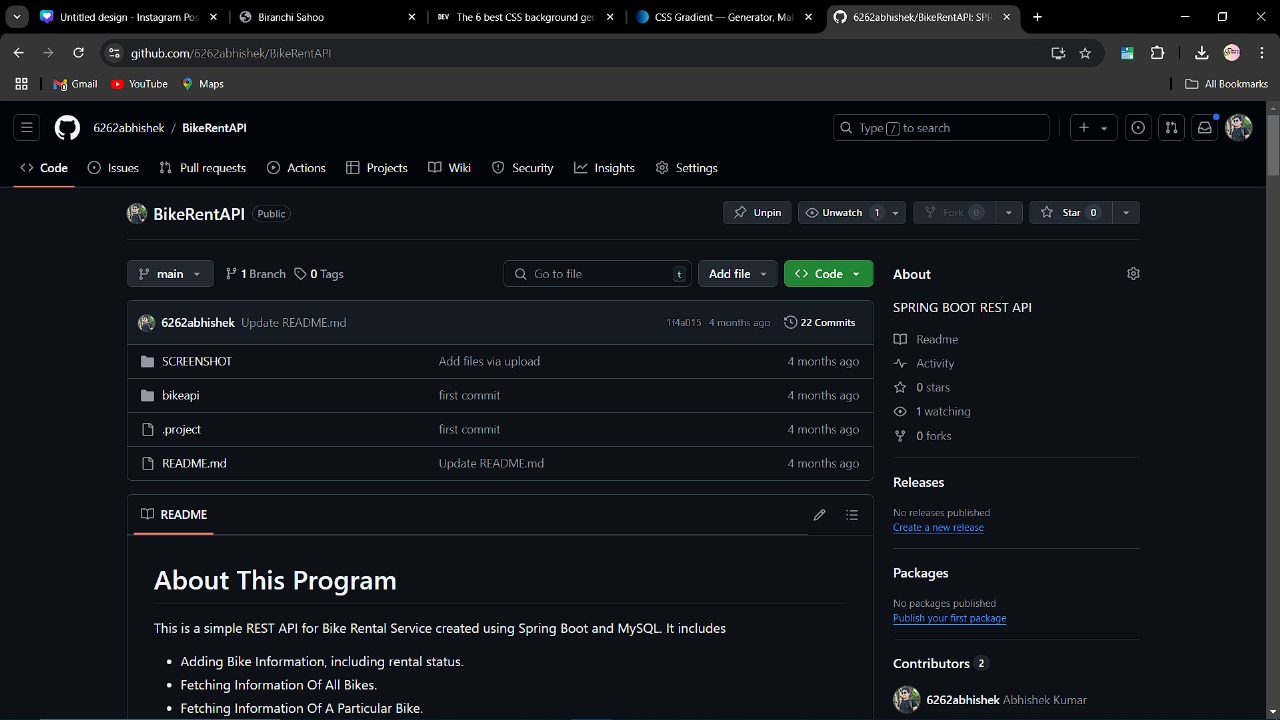 Untitled design - Instagram Pos
Biranchi Sahoo
DEV The 6 best CSS background gen
CSS Gradient — Generator, Mak
6262abhishek/BikeRentAPI: SPR
github.com/6262abhishek/BikeRentAPI
Gmail YouTube Maps All Bookmarks
6262abhishek / BikeRentAPI Type / to search
Code Issues Pull requests Actions Projects Wiki Security Insights Settings
BikeRentAPI Public Unpin Unwatch 1 Fork 0 Star 0
main 1 Branch 0 Tags Go to file t Add file Code
About
6262abhishek Update README.md 1f4a015 · 4 months ago 22 Commits
SPRING BOOT REST API
SCREENSHOT Add files via upload 4 months ago
bikeapi first commit 4 months ago
.project first commit 4 months ago
README.md Update README.md 4 months ago
Readme
Activity
0 stars
1 watching
0 forks
Releases
No releases published
Create a new release
Packages
No packages published
Publish your first package
Contributors 2
6262abhishek Abhishek Kumar
README
About This Program
This is a simple REST API for Bike Rental Service created using Spring Boot and MySQL. It includes
• Adding Bike Information, including rental status.
• Fetching Information Of All Bikes.
• Fetching Information Of A Particular Bike.